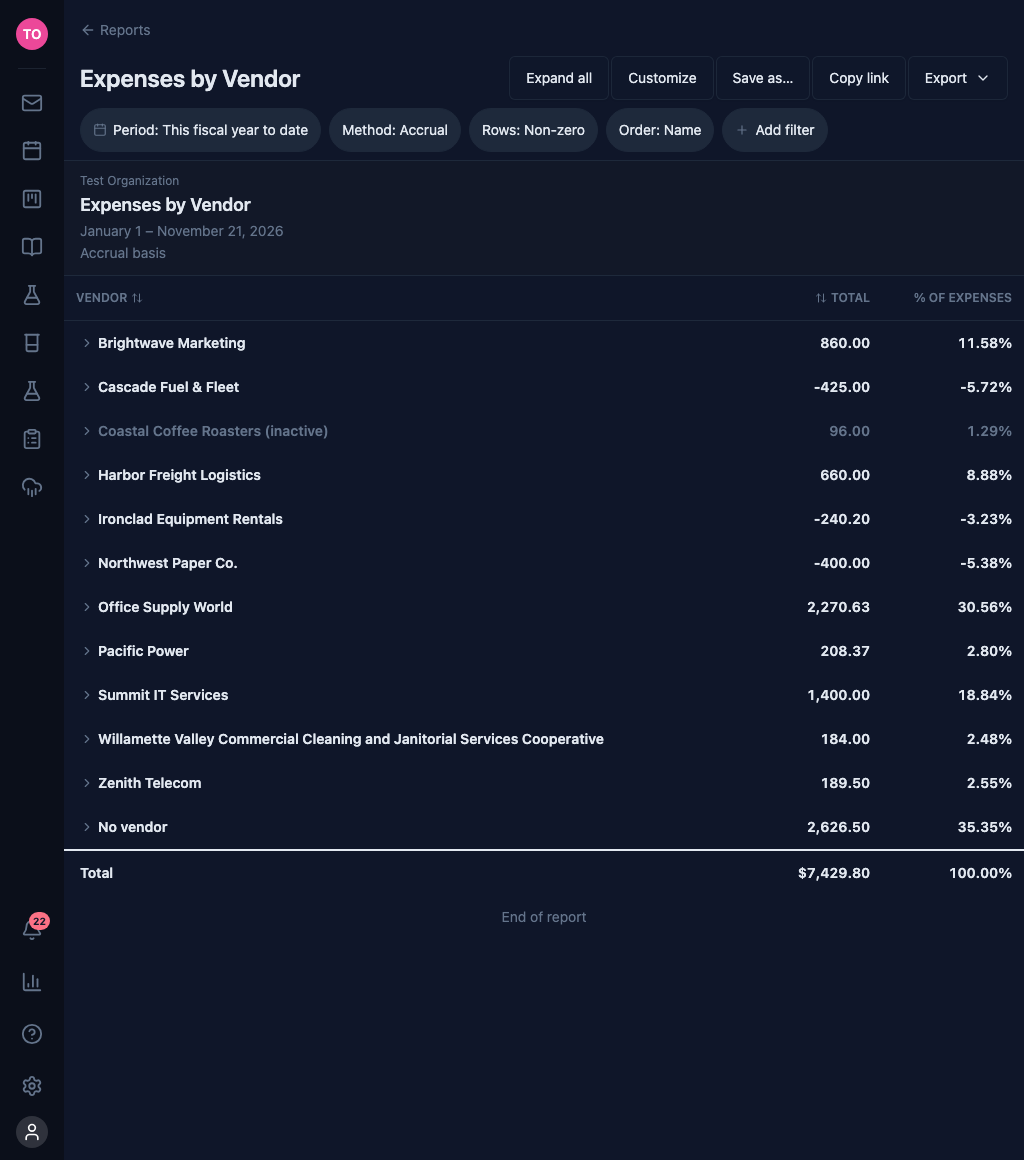 TO
Reports
Expenses by Vendor
Expand all
Customize
Save as...
Copy link
Export
Period: This fiscal year to date
Method: Accrual
Rows: Non-zero
Order: Name
Add filter
Test Organization
Expenses by Vendor
January 1 – November 21, 2026
Accrual basis
VENDOR TOTAL % OF EXPENSES
Brightwave Marketing 860.00 11.58%
Cascade Fuel & Fleet -425.00 -5.72%
Coastal Coffee Roasters (inactive) 96.00 1.29%
Harbor Freight Logistics 660.00 8.88%
Ironclad Equipment Rentals -240.20 -3.23%
Northwest Paper Co. -400.00 -5.38%
Office Supply World 2,270.63 30.56%
Pacific Power 208.37 2.80%
Summit IT Services 1,400.00 18.84%
Willamette Valley Commercial Cleaning and Janitorial Services Cooperative 184.00 2.48%
Zenith Telecom 189.50 2.55%
No vendor 2,626.50 35.35%
Total $7,429.80 100.00%
End of report
22